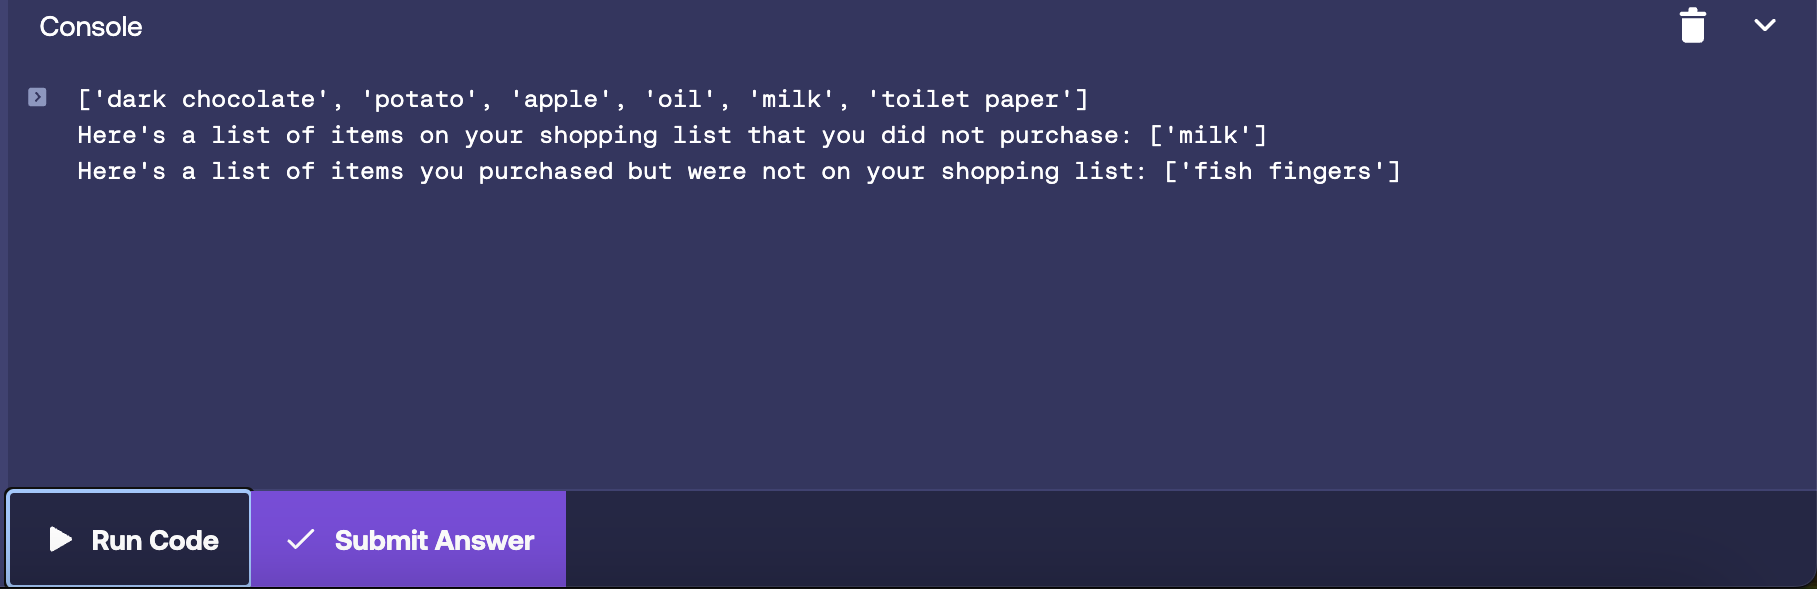 Console
['dark chocolate', 'potato', 'apple', 'oil', 'milk', 'toilet paper']
Here's a list of items on your shopping list that you did not purchase: ['milk']
Here's a list of items you purchased but were not on your shopping list: ['fish fingers']
Run Code
Submit Answer